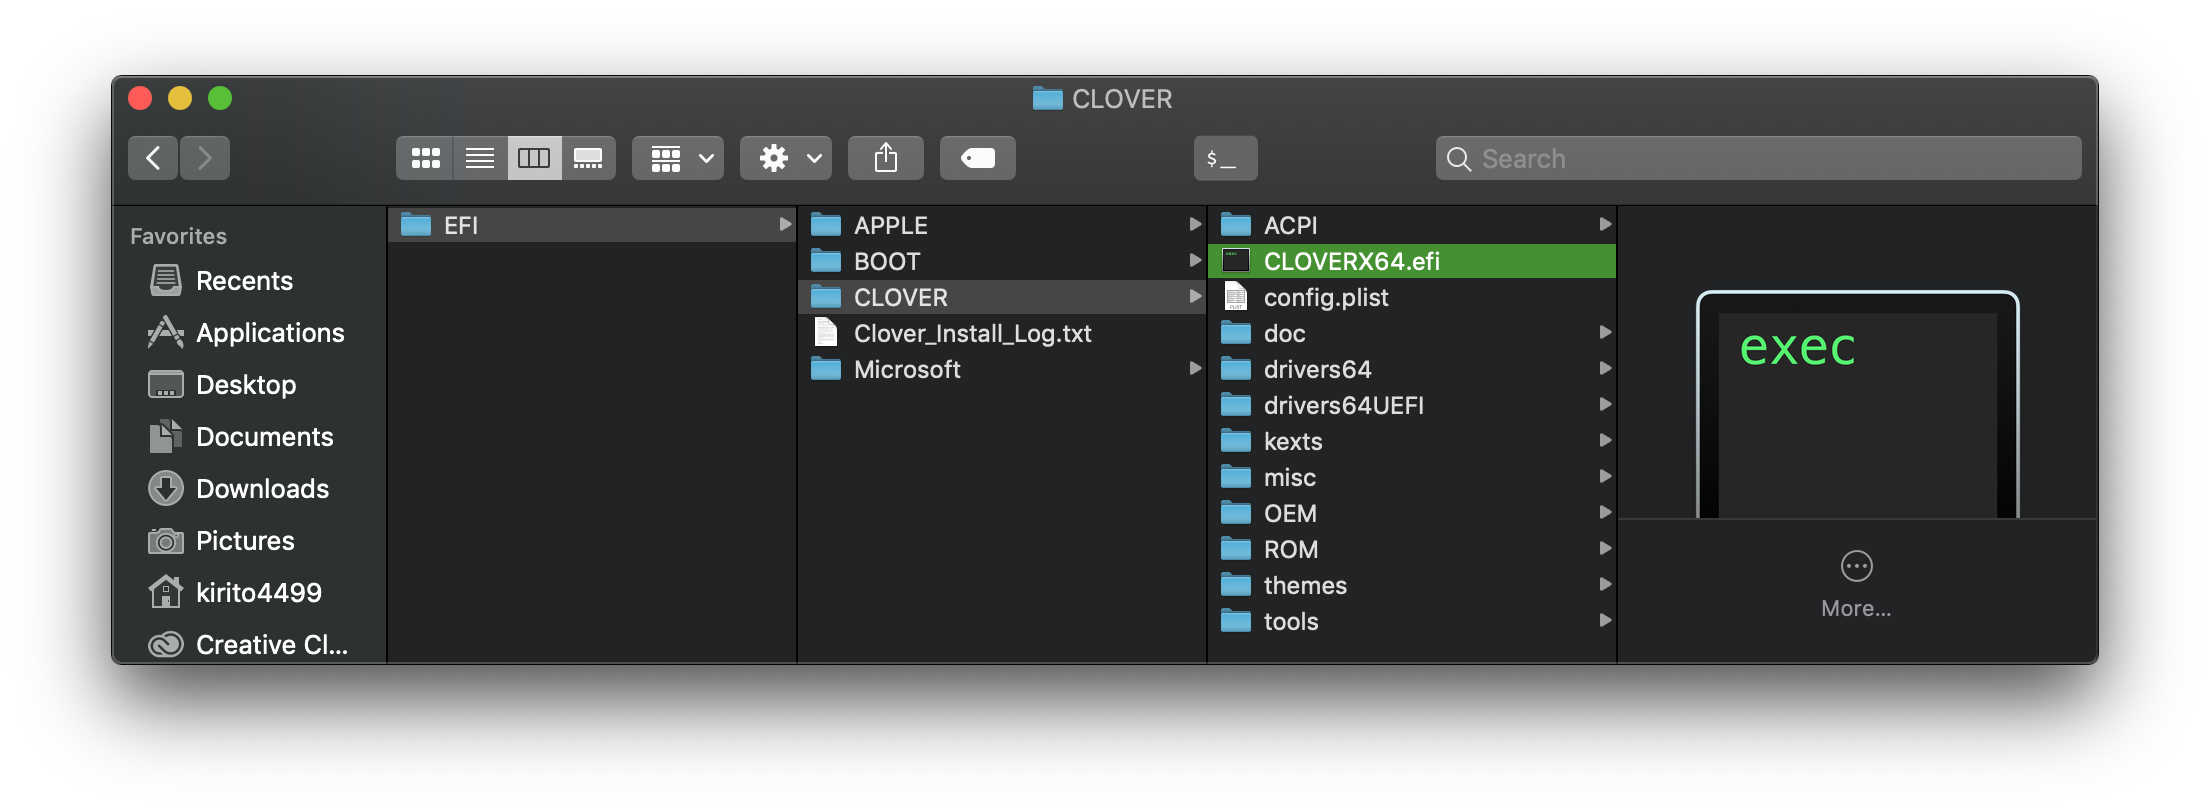 CLOVER
$_
Search
Favorites
Recents
Applications
Desktop
Documents
Downloads
Pictures
kirito4499
Creative Cl...
EFI
APPLE
BOOT
CLOVER
Clover_Install_Log.txt
Microsoft
ACPI
CLOVERX64.efi
config.plist
doc
drivers64
drivers64UEFI
kexts
misc
OEM
ROM
themes
tools
exec
More...